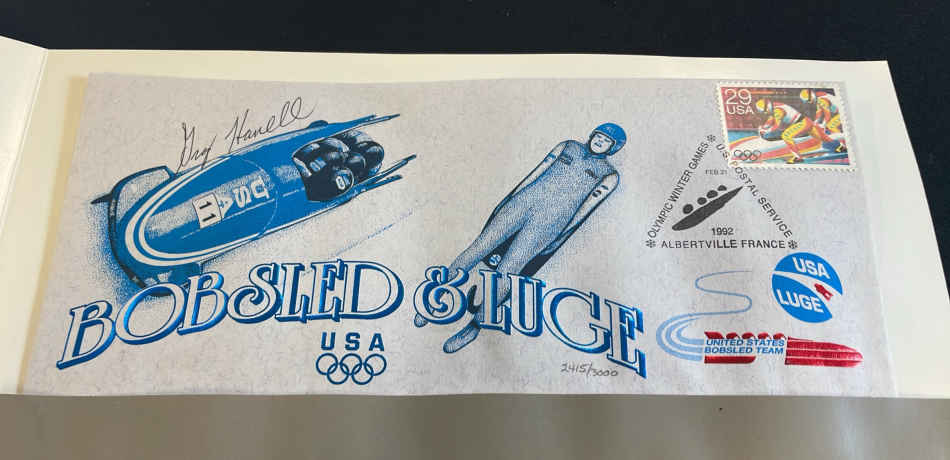 Greg Harrell
29
USA
USA
11
OLYMPIC WINTER GAMES
U.S. POSTAL SERVICE
FEB. 21
1992
ALBERTVILLE FRANCE
BOBSLED & LUGE
USA
2415/3000
USA
LUGE
UNITED STATES
BOBSLED TEAM